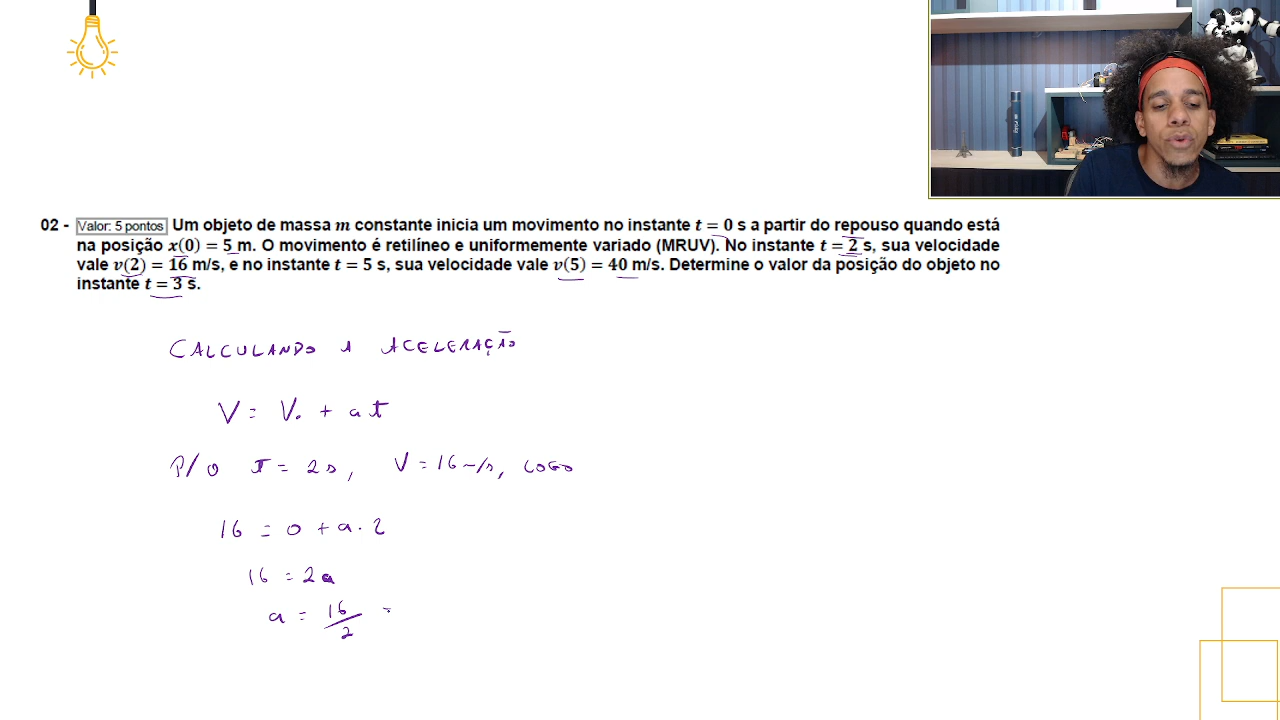 02 - Valor: 5 pontos Um objeto de massa m constante inicia um movimento no instante t = 0 s a partir do repouso quando está
na posição x(0) = 5 m. O movimento é retilíneo e uniformemente variado (MRUV). No instante t = 2 s, sua velocidade
vale v(2) = 16 m/s, e no instante t = 5 s, sua velocidade vale v(5) = 40 m/s. Determine o valor da posição do objeto no
instante t = 3 s.
CALCULANDO A ACELERAÇÃO
V = V₀ + at
P/ O t = 2s, V = 16 m/s, LOGO
16 = 0 + a · 2
16 = 2a
a = 16/2 =